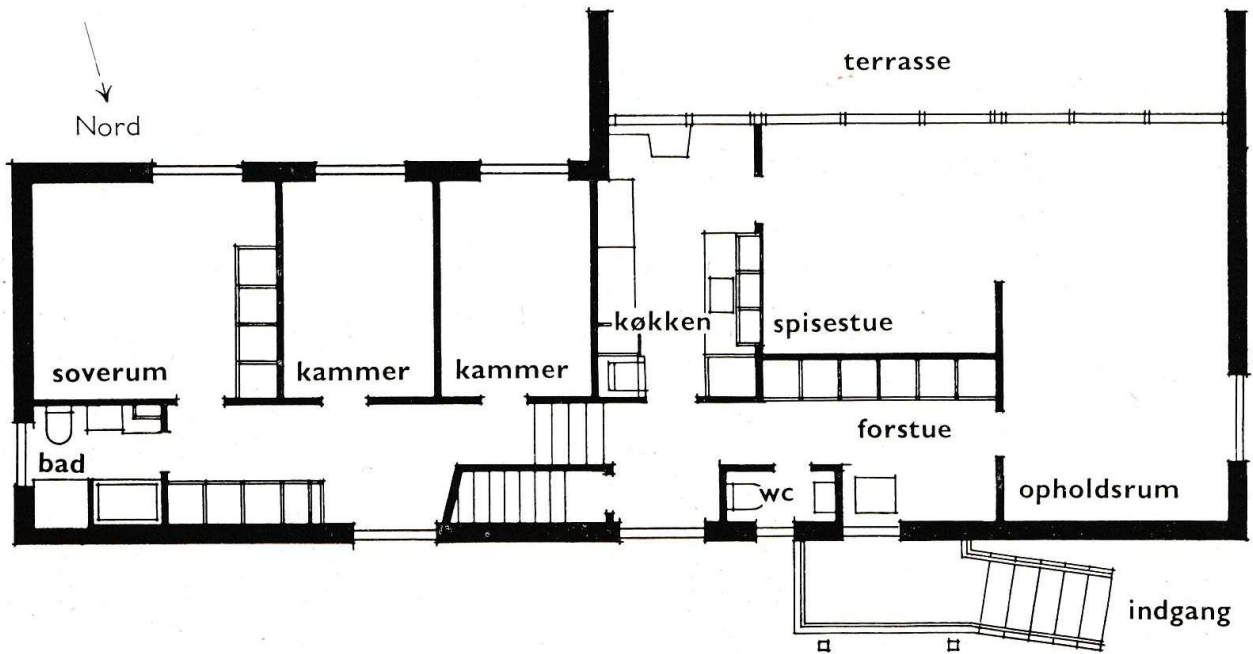 terrasse
Nord
køkken
spisestue
soverum
kammer
kammer
forstue
bad
wc
opholdsrum
indgang